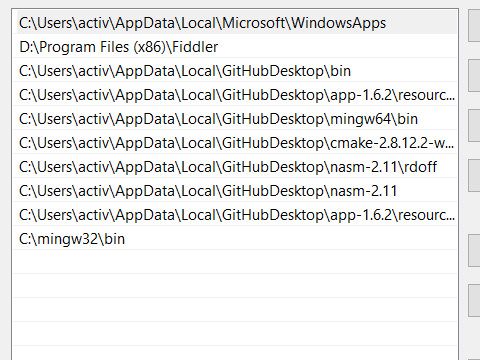 C:\Users\activ\AppData\Local\Microsoft\WindowsApps
D:\Program Files (x86)\Fiddler
C:\Users\activ\AppData\Local\GitHubDesktop\bin
C:\Users\activ\AppData\Local\GitHubDesktop\app-1.6.2\resourc...
C:\Users\activ\AppData\Local\GitHubDesktop\mingw64\bin
C:\Users\activ\AppData\Local\GitHubDesktop\cmake-2.8.12.2-w...
C:\Users\activ\AppData\Local\GitHubDesktop\nasm-2.11\rdoff
C:\Users\activ\AppData\Local\GitHubDesktop\nasm-2.11
C:\Users\activ\AppData\Local\GitHubDesktop\app-1.6.2\resourc...
C:\mingw32\bin